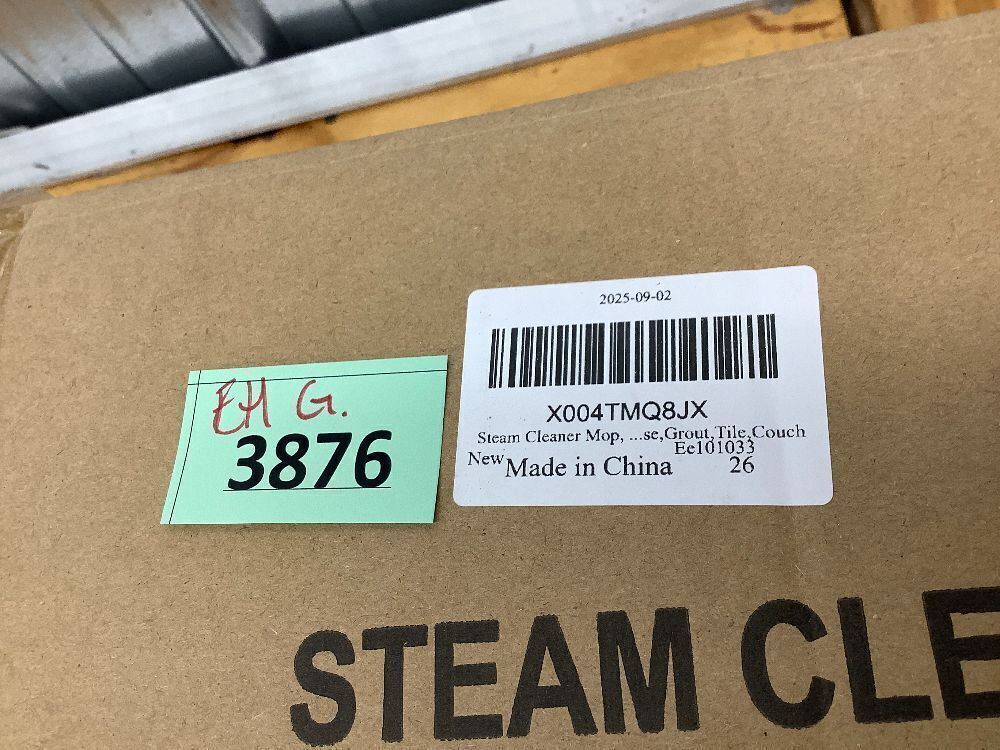 2025-09-02
X004TMQ8JX
Steam Cleaner Mop, ...se,Grout,Tile,Couch
Ee101033
New
Made in China
26
EH G.
3876
STEAM CLE